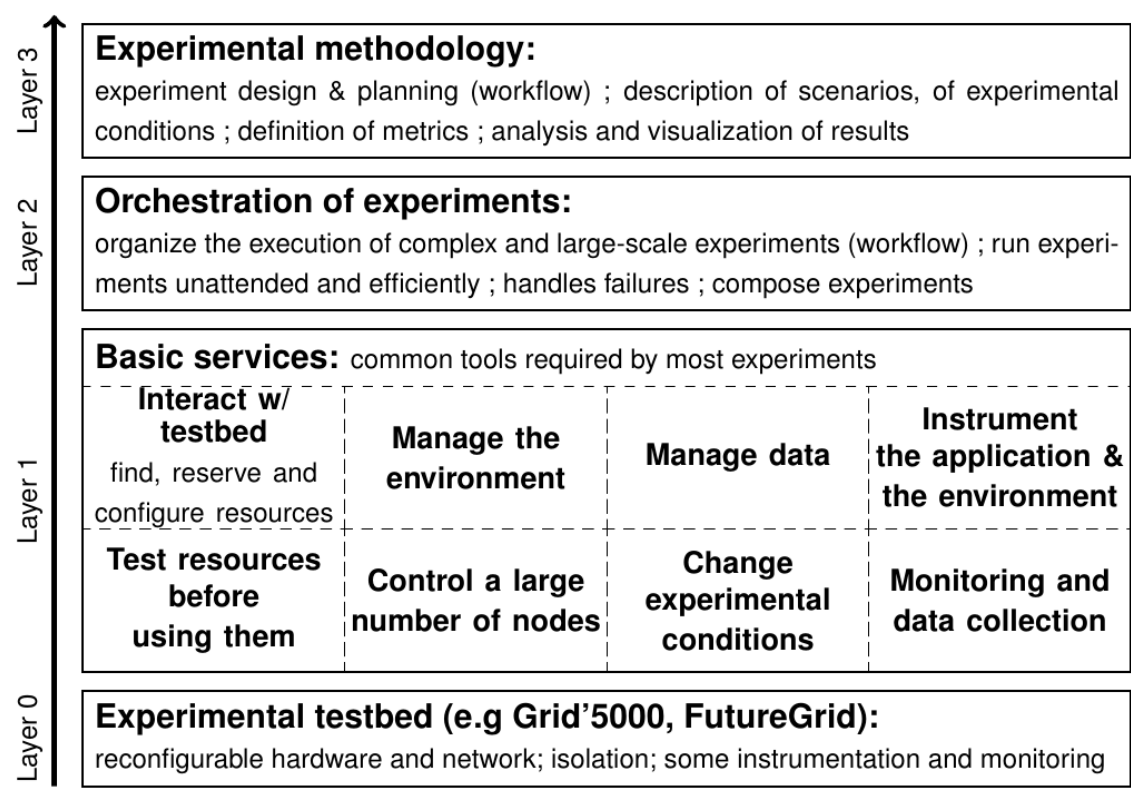 Layer 3
Experimental methodology:
experiment design & planning (workflow) ; description of scenarios, of experimental
conditions ; definition of metrics ; analysis and visualization of results
Layer 2
Orchestration of experiments:
organize the execution of complex and large-scale experiments (workflow) ; run experi-
ments unattended and efficiently ; handles failures ; compose experiments
Layer 1
Basic services: common tools required by most experiments
Interact w/
testbed
find, reserve and
configure resources
Manage the
environment
Manage data
Instrument
the application &
the environment
Test resources
before
using them
Control a large
number of nodes
Change
experimental
conditions
Monitoring and
data collection
Layer 0
Experimental testbed (e.g Grid'5000, FutureGrid):
reconfigurable hardware and network; isolation; some instrumentation and monitoring